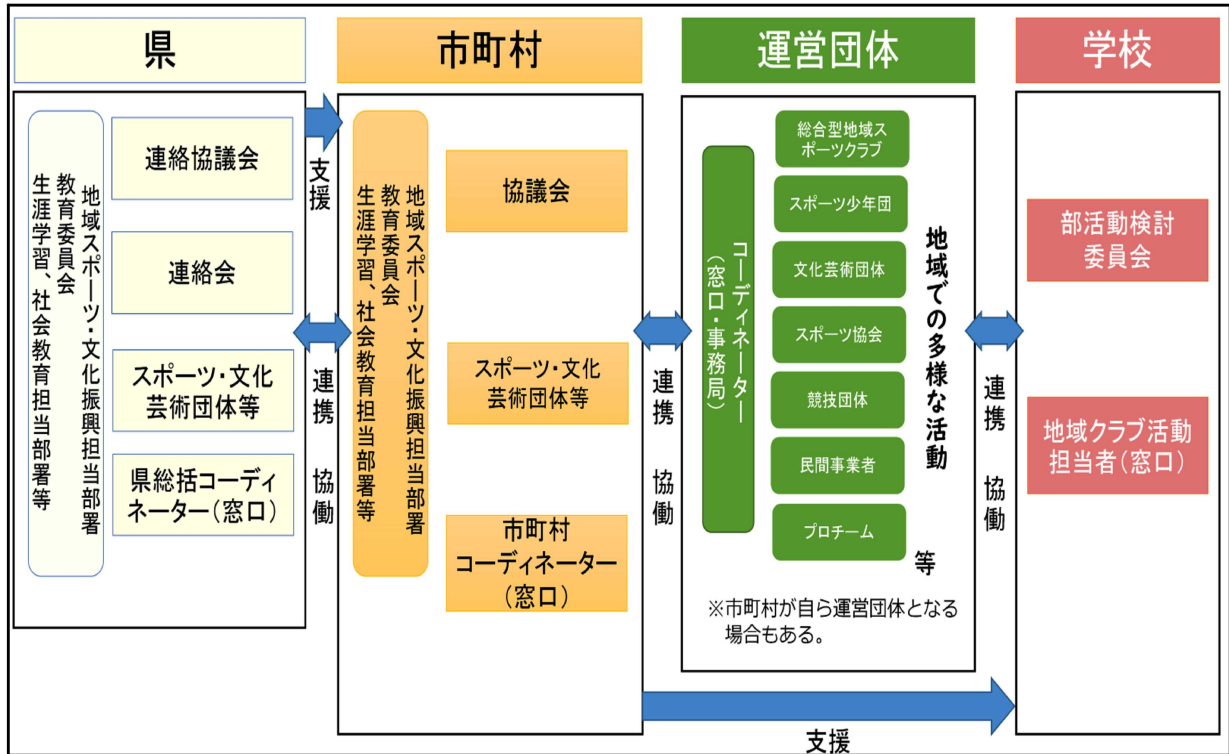 県
地域スポーツ・文化振興担当部署
教育委員会
生涯学習、社会教育担当部署等
連絡協議会
連絡会
スポーツ・文化
芸術団体等
県総括コーディ
ネーター(窓口)
支援
連携
協働
市町村
地域スポーツ・文化振興担当部署
教育委員会
生涯学習、社会教育担当部署等
協議会
スポーツ・文化
芸術団体等
市町村
コーディネーター
(窓口)
連携
協働
運営団体
コーディネーター
(窓口・事務局)
総合型地域ス
ポーツクラブ
スポーツ少年団
文化芸術団体
スポーツ協会
競技団体
民間事業者
プロチーム
等
地域での多様な活動
※市町村が自ら運営団体となる
場合もある。
連携
協働
学校
部活動検討
委員会
地域クラブ活動
担当者(窓口)
支援